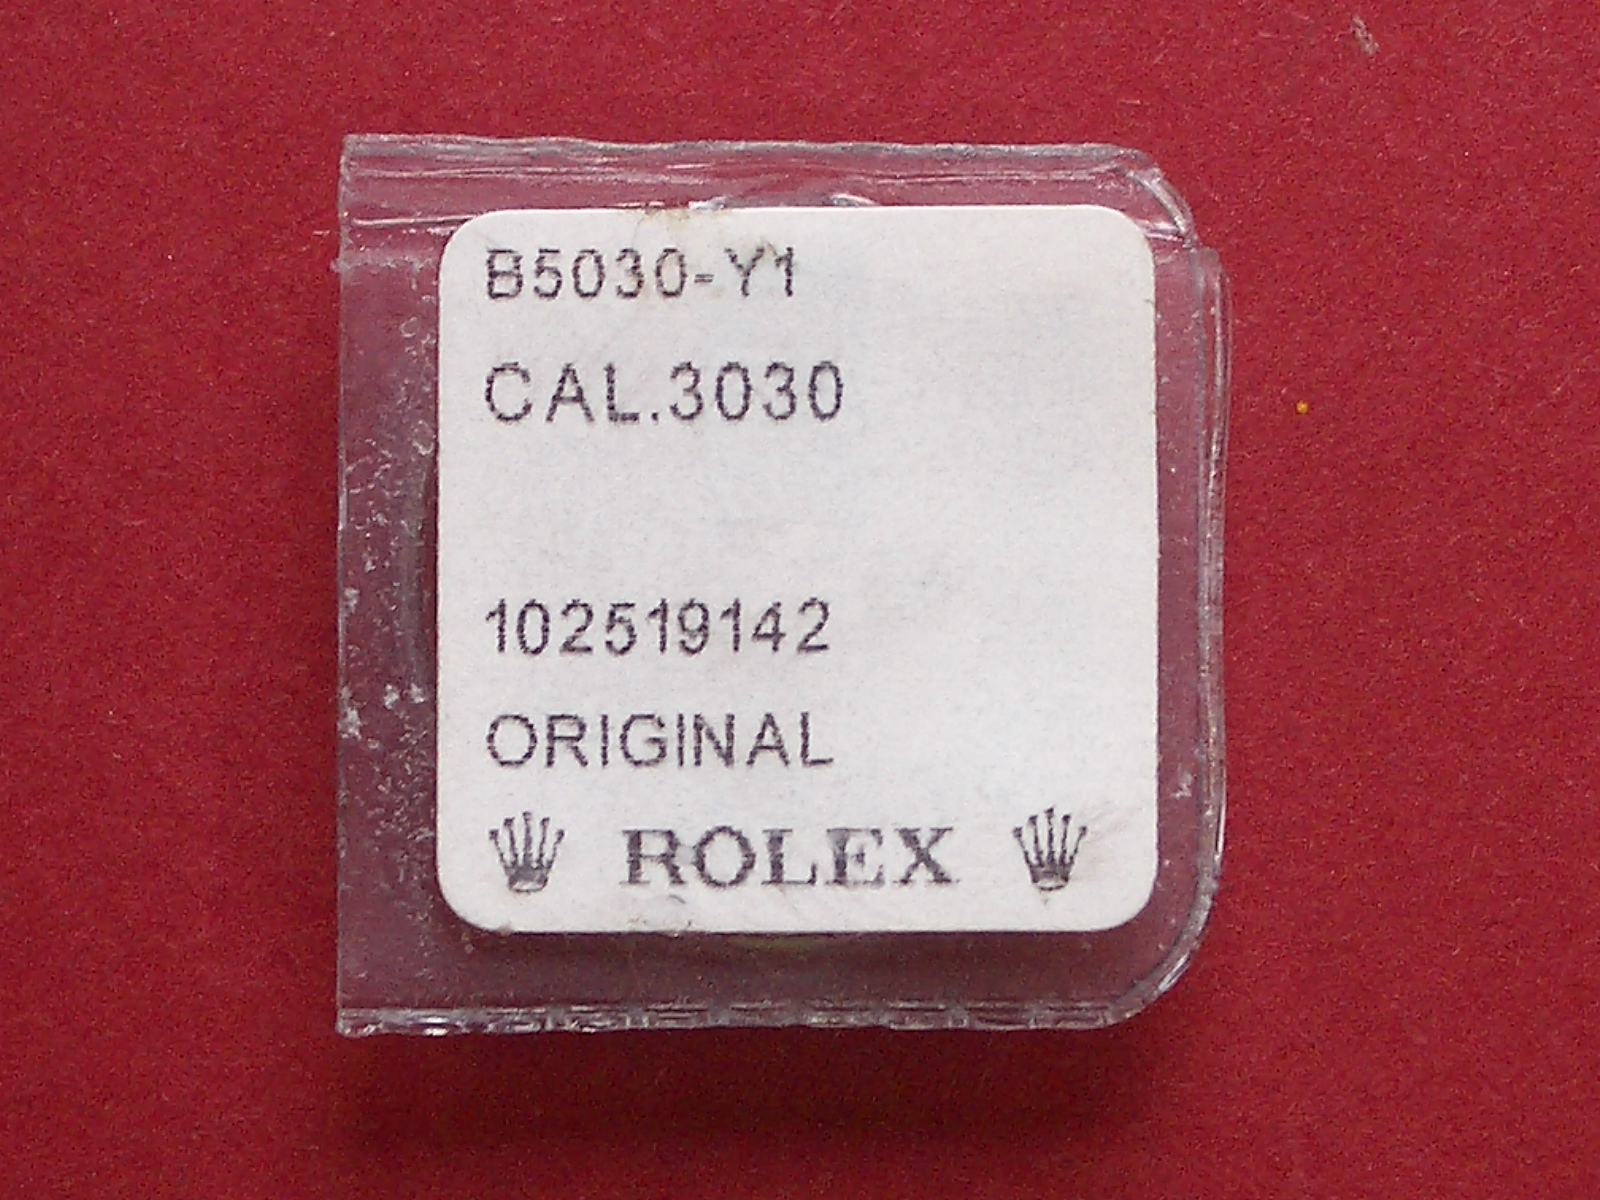 B5030-Y1
CAL.3030
102519142
ORIGINAL
ROLEX